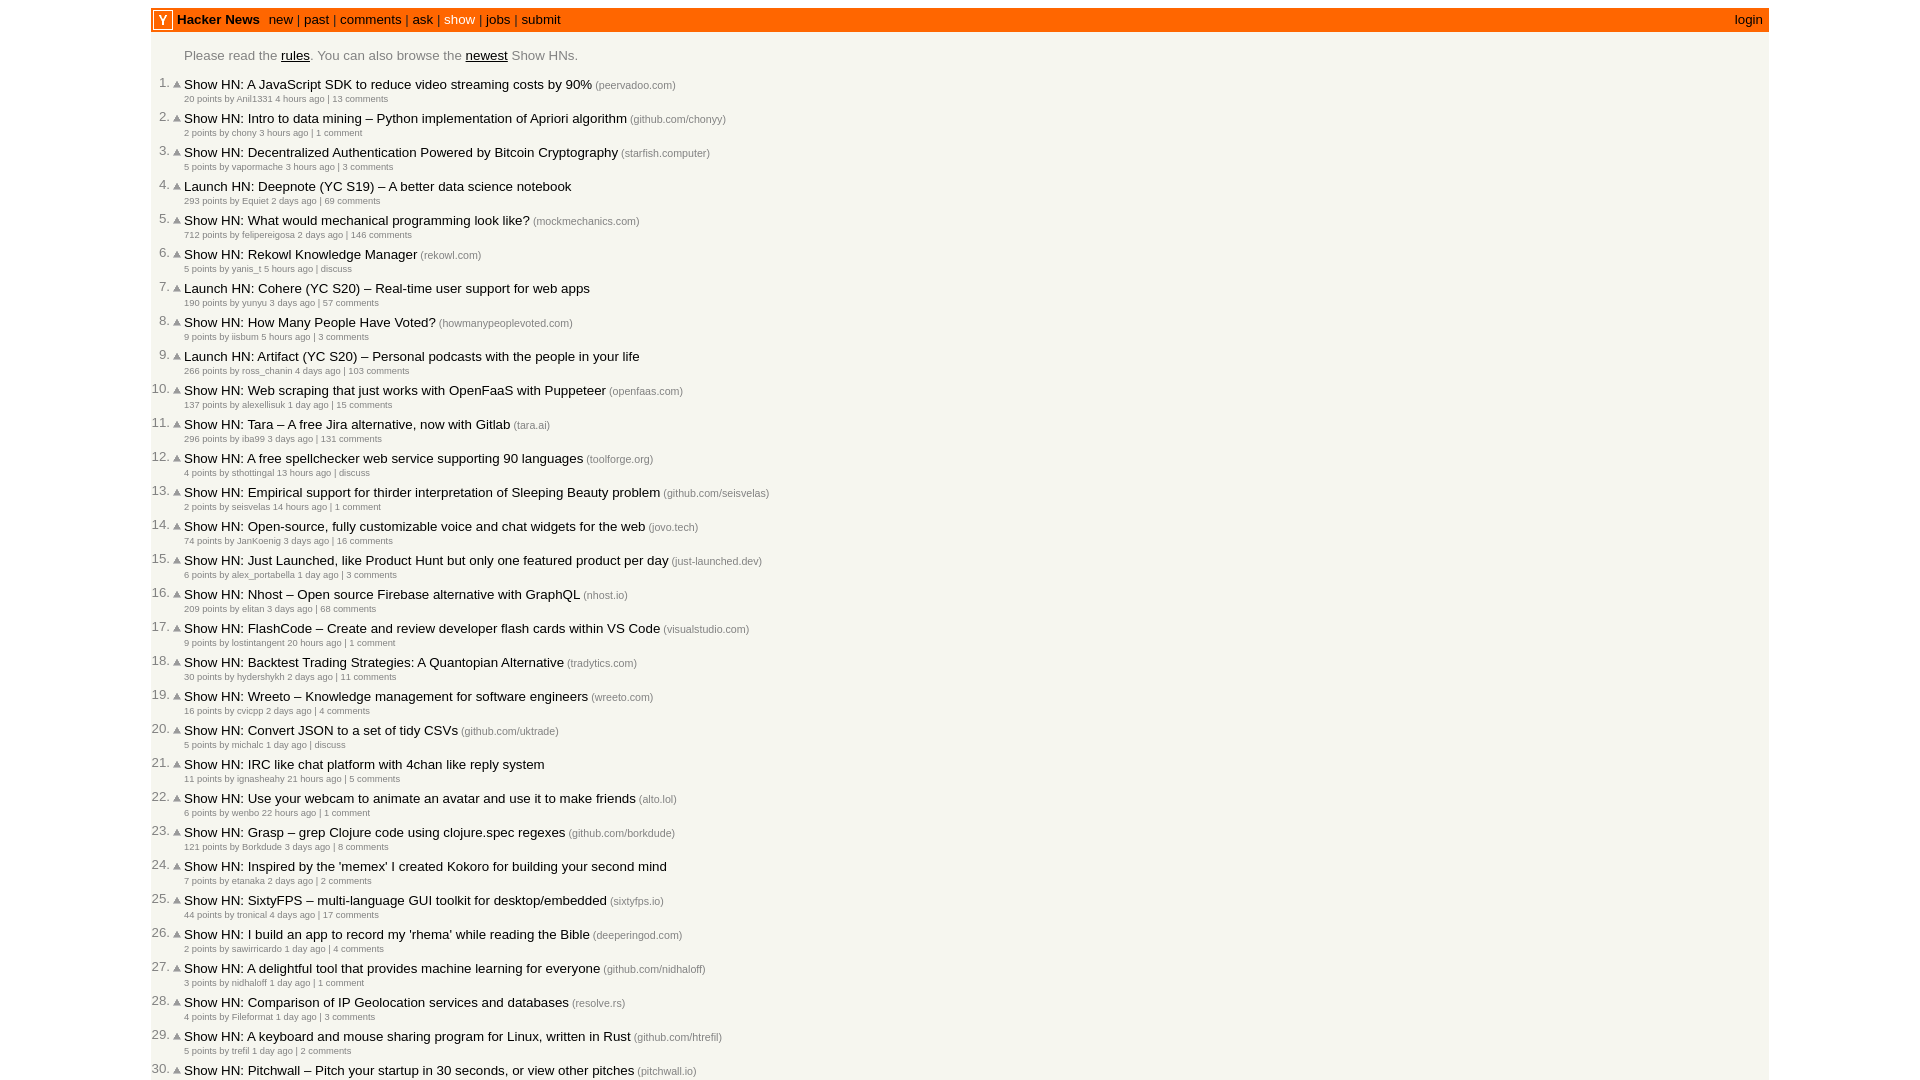 Y Hacker News new | past | comments | ask | show | jobs | submit login
Please read the rules. You can also browse the newest Show HNs.
1. Show HN: A JavaScript SDK to reduce video streaming costs by 90% (peervadoo.com)
20 points by Anil1331 4 hours ago | 13 comments
2. Show HN: Intro to data mining – Python implementation of Apriori algorithm (github.com/chonyy)
2 points by chony 3 hours ago | 1 comment
3. Show HN: Decentralized Authentication Powered by Bitcoin Cryptography (starfish.computer)
5 points by vapormache 3 hours ago | 3 comments
4. Launch HN: Deepnote (YC S19) – A better data science notebook
293 points by Equiet 2 days ago | 69 comments
5. Show HN: What would mechanical programming look like? (mockmechanics.com)
712 points by felipereigosa 2 days ago | 146 comments
6. Show HN: Rekowl Knowledge Manager (rekowl.com)
5 points by yanis_t 5 hours ago | discuss
7. Launch HN: Cohere (YC S20) – Real-time user support for web apps
190 points by yunyu 3 days ago | 57 comments
8. Show HN: How Many People Have Voted? (howmanypeoplevoted.com)
9 points by iisbum 5 hours ago | 3 comments
9. Launch HN: Artifact (YC S20) – Personal podcasts with the people in your life
266 points by ross_chanin 4 days ago | 103 comments
10. Show HN: Web scraping that just works with OpenFaaS with Puppeteer (openfaas.com)
137 points by alexellisuk 1 day ago | 15 comments
11. Show HN: Tara – A free Jira alternative, now with Gitlab (tara.ai)
296 points by iba99 3 days ago | 131 comments
12. Show HN: A free spellchecker web service supporting 90 languages (toolforge.org)
4 points by sthottingal 13 hours ago | discuss
13. Show HN: Empirical support for thirder interpretation of Sleeping Beauty problem (github.com/seisvelas)
2 points by seisvelas 14 hours ago | 1 comment
14. Show HN: Open-source, fully customizable voice and chat widgets for the web (jovo.tech)
74 points by JanKoenig 3 days ago | 16 comments
15. Show HN: Just Launched, like Product Hunt but only one featured product per day (just-launched.dev)
6 points by alex_portabella 1 day ago | 3 comments
16. Show HN: Nhost – Open source Firebase alternative with GraphQL (nhost.io)
209 points by elitan 3 days ago | 68 comments
17. Show HN: FlashCode – Create and review developer flash cards within VS Code (visualstudio.com)
9 points by lostintangent 20 hours ago | 1 comment
18. Show HN: Backtest Trading Strategies: A Quantopian Alternative (tradytics.com)
30 points by hydershykh 2 days ago | 11 comments
19. Show HN: Wreeto – Knowledge management for software engineers (wreeto.com)
16 points by cvicpp 2 days ago | 4 comments
20. Show HN: Convert JSON to a set of tidy CSVs (github.com/uktrade)
5 points by michalc 1 day ago | discuss
21. Show HN: IRC like chat platform with 4chan like reply system
11 points by ignasheahy 21 hours ago | 5 comments
22. Show HN: Use your webcam to animate an avatar and use it to make friends (alto.lol)
6 points by wenbo 22 hours ago | 1 comment
23. Show HN: Grasp – grep Clojure code using clojure.spec regexes (github.com/borkdude)
121 points by Borkdude 3 days ago | 8 comments
24. Show HN: Inspired by the 'memex' I created Kokoro for building your second mind
7 points by etanaka 2 days ago | 2 comments
25. Show HN: SixtyFPS – multi-language GUI toolkit for desktop/embedded (sixtyfps.io)
44 points by tronical 4 days ago | 17 comments
26. Show HN: I build an app to record my 'rhema' while reading the Bible (deeperingod.com)
2 points by sawirricardo 1 day ago | 4 comments
27. Show HN: A delightful tool that provides machine learning for everyone (github.com/nidhaloff)
3 points by nidhaloff 1 day ago | 1 comment
28. Show HN: Comparison of IP Geolocation services and databases (resolve.rs)
4 points by Fileformat 1 day ago | 3 comments
29. Show HN: A keyboard and mouse sharing program for Linux, written in Rust (github.com/htrefil)
5 points by trefil 1 day ago | 2 comments
30. Show HN: Pitchwall – Pitch your startup in 30 seconds, or view other pitches (pitchwall.io)